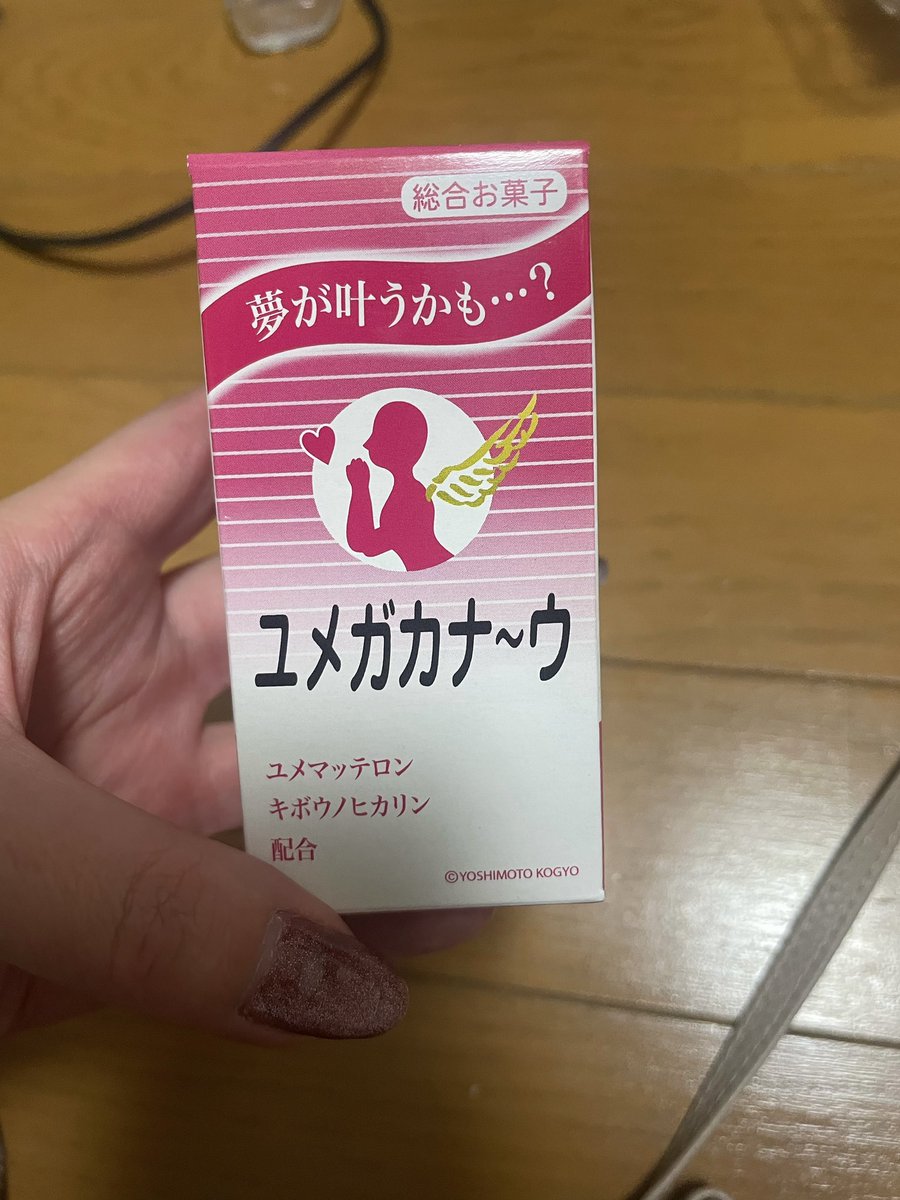 総合お菓子
夢が叶うかも…?
ユメガカナ~ウ
ユメマッテロン
キボウノヒカリン
配合
©YOSHIMOTO KOGYO